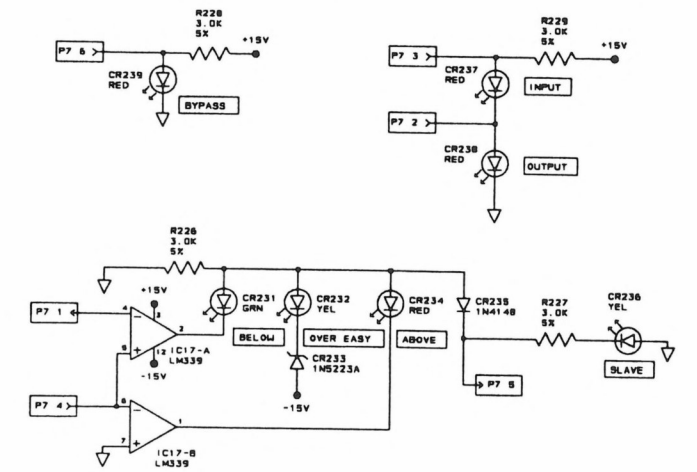 R228
3.0K
5%
+15V
P7 6
CR239
RED
BYPASS
R229
3.0K
5%
+15V
P7 3
CR237
RED
INPUT
P7 2
CR238
RED
OUTPUT
R226
3.0K
5%
+15V
P7 1
4
3
2
5
12
-15V
IC17-A
LM339
CR231
GRN
BELOW
CR232
YEL
OVER EASY
CR233
1N5223A
-15V
CR234
RED
ABOVE
CR235
1N4148
R227
3.0K
5%
CR236
YEL
SLAVE
P7 5
P7 4
6
7
1
IC17-B
LM339